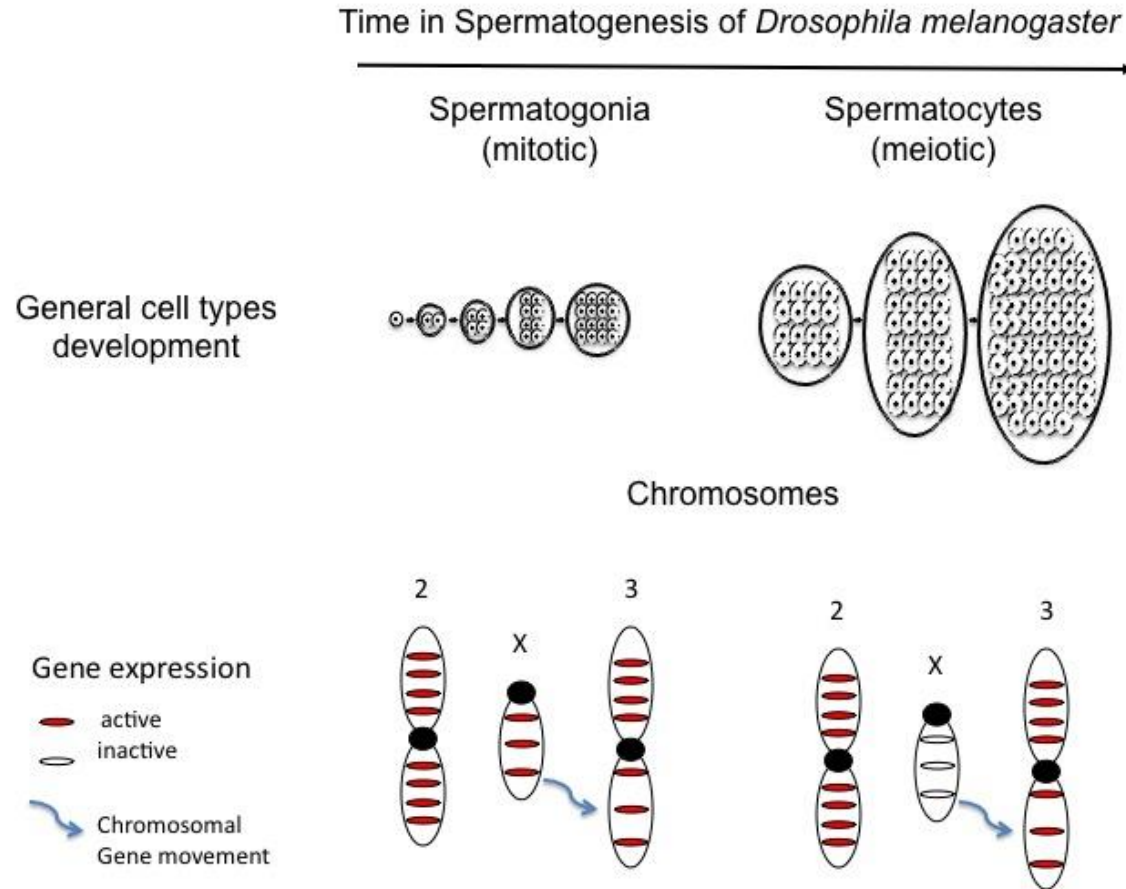 Time in Spermatogenesis of Drosophila melanogaster
Spermatogonia
(mitotic)
Spermatocytes
(meiotic)
General cell types
development
Chromosomes
2
X
3
2
X
3
Gene expression
active
inactive
Chromosomal
Gene movement